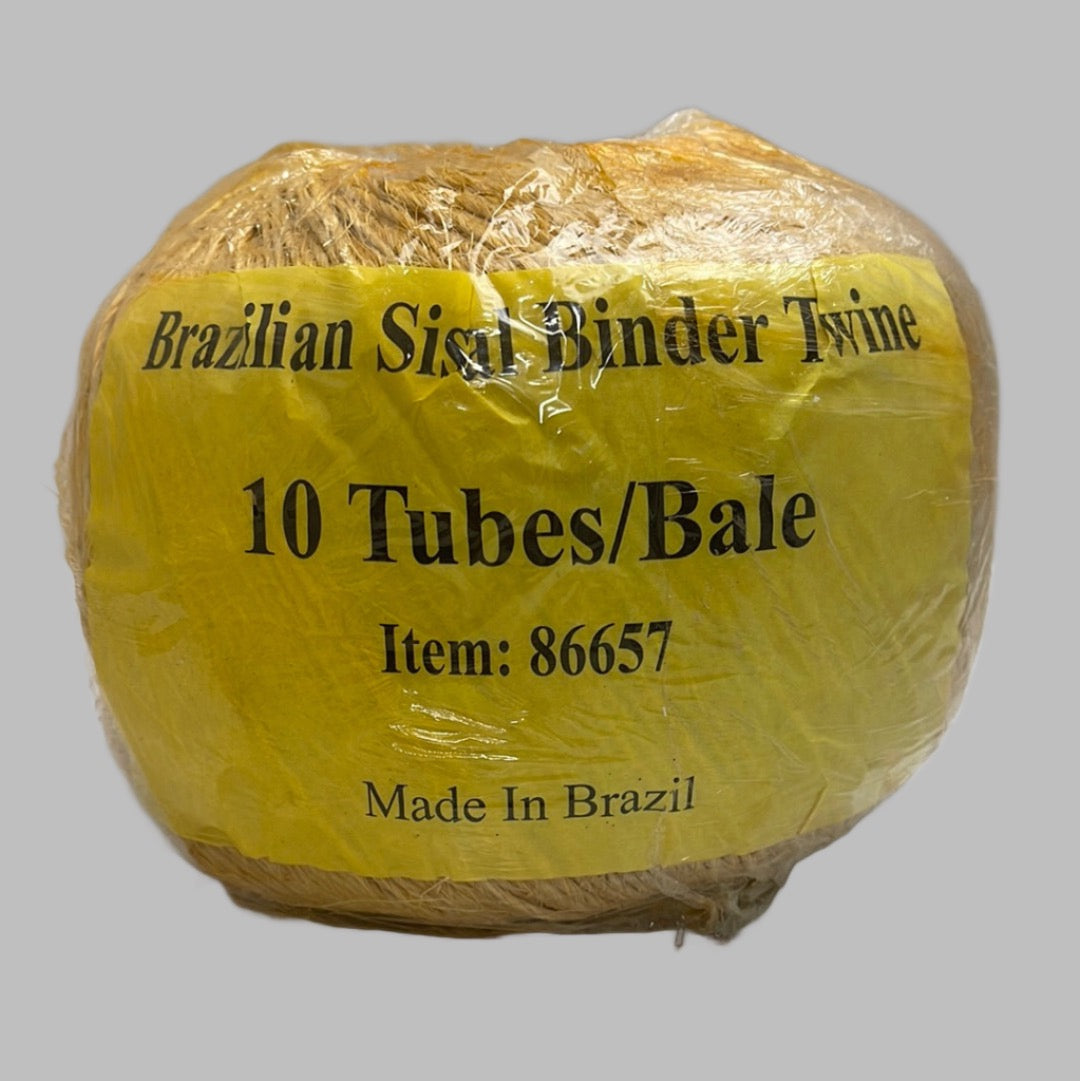 Brazilian Sisal Binder Twine
10 Tubes/Bale
Item: 86657
Made In Brazil